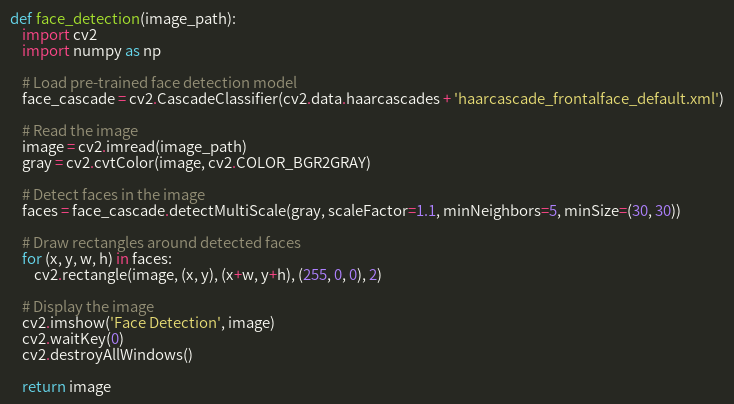 def face_detection(image_path):
    import cv2
    import numpy as np

    # Load pre-trained face detection model
    face_cascade = cv2.CascadeClassifier(cv2.data.haarcascades + 'haarcascade_frontalface_default.xml')

    # Read the image
    image = cv2.imread(image_path)
    gray = cv2.cvtColor(image, cv2.COLOR_BGR2GRAY)

    # Detect faces in the image
    faces = face_cascade.detectMultiScale(gray, scaleFactor=1.1, minNeighbors=5, minSize=(30, 30))

    # Draw rectangles around detected faces
    for (x, y, w, h) in faces:
        cv2.rectangle(image, (x, y), (x+w, y+h), (255, 0, 0), 2)

    # Display the image
    cv2.imshow('Face Detection', image)
    cv2.waitKey(0)
    cv2.destroyAllWindows()

    return image